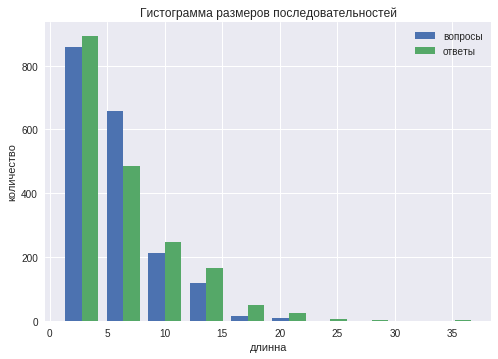 Гистограмма размеров последовательностей
вопросы
ответы
количество
800
600
400
200
0
0 5 10 15 20 25 30 35
длинна